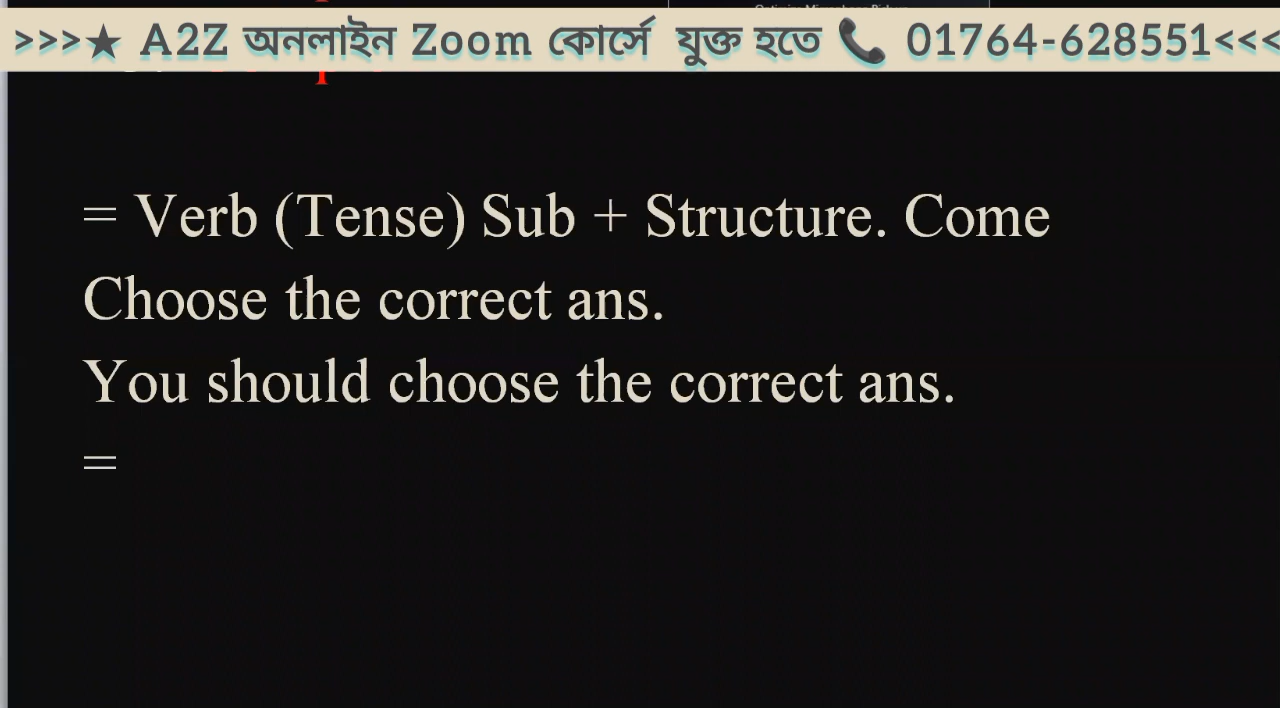 >>>★ A2Z অনলাইন Zoom কোর্সে যুক্ত হতে 📞 01764-628551<<<
= Verb (Tense) Sub + Structure. Come
Choose the correct ans.
You should choose the correct ans.
=